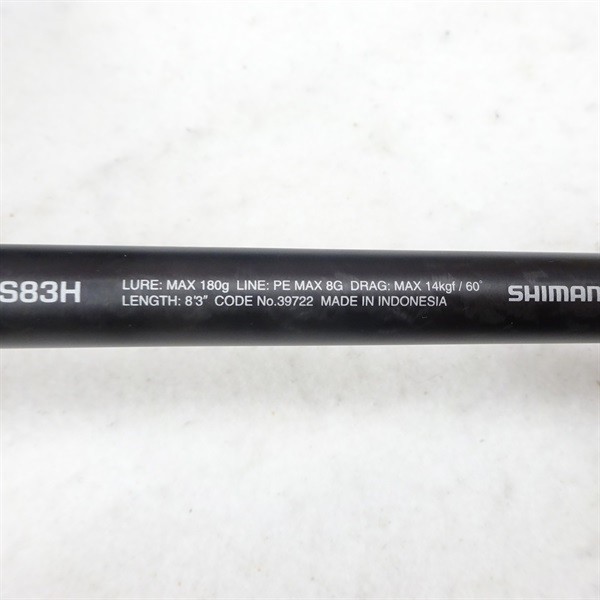 S83H
LURE: MAX 180g LINE: PE MAX 8G DRAG: MAX 14kgf / 60°
LENGTH: 8'3" CODE No.39722 MADE IN INDONESIA
SHIMAN